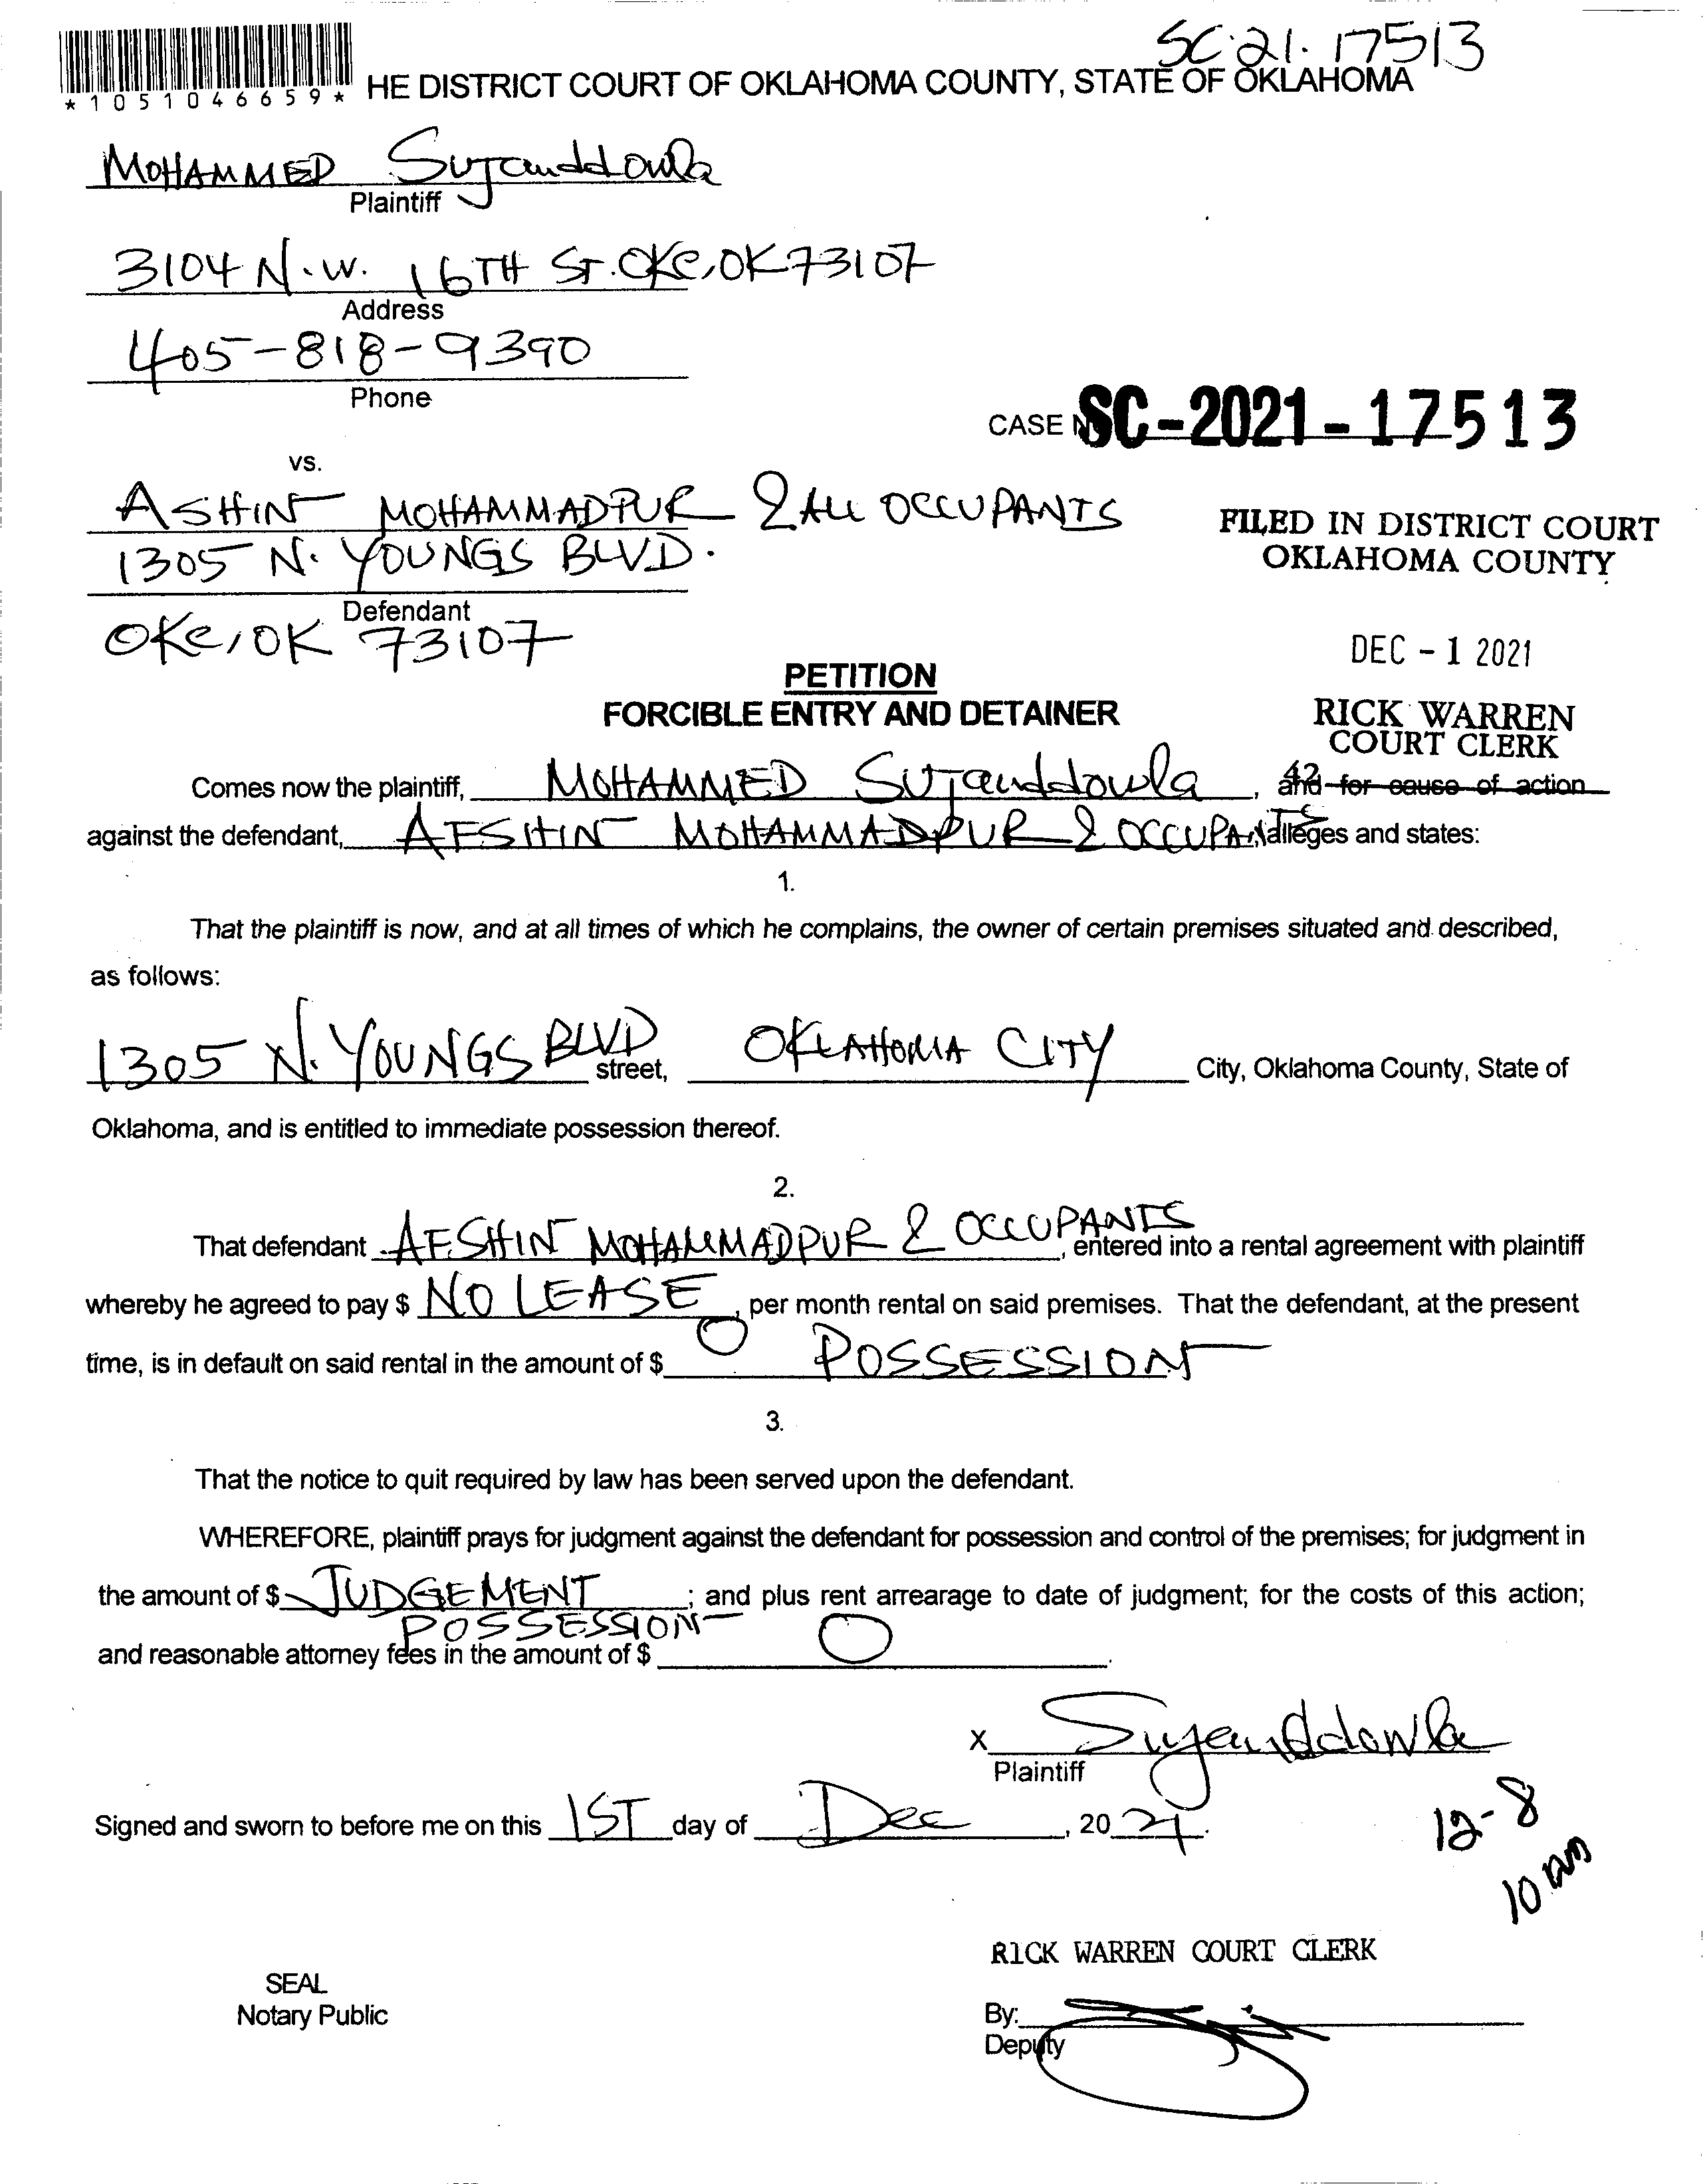 SC·21·17513
*1051046659* HE DISTRICT COURT OF OKLAHOMA COUNTY, STATE OF OKLAHOMA
MOHAMMED Sujauddowla
Plaintiff
3104 N.W. 16TH ST. OKC, OK 73107
Address
405-818-9390
Phone
CASE N SC-2021-17513
vs.
ASHIN MOHAMMADPUR & ALL OCCUPANTS
1305 N. YOUNGS BLVD.
Defendant
OKC, OK 73107
FILED IN DISTRICT COURT
OKLAHOMA COUNTY
DEC - 1 2021
RICK WARREN
COURT CLERK
42
PETITION
FORCIBLE ENTRY AND DETAINER
Comes now the plaintiff, MOHAMMED Sujauddowla, and for cause of action
against the defendant, AFSHIN MOHAMMADPUR & OCCUPANTS alleges and states:
1.
That the plaintiff is now, and at all times of which he complains, the owner of certain premises situated and described,
as follows:
1305 N. YOUNGS BLVD street, OKLAHOMA CITY City, Oklahoma County, State of
Oklahoma, and is entitled to immediate possession thereof.
2.
That defendant AFSHIN MOHAMMADPUR & OCCUPANTS, entered into a rental agreement with plaintiff
whereby he agreed to pay $ NO LEASE, per month rental on said premises. That the defendant, at the present
time, is in default on said rental in the amount of $ 0 POSSESSION
3.
That the notice to quit required by law has been served upon the defendant.
WHEREFORE, plaintiff prays for judgment against the defendant for possession and control of the premises; for judgment in
the amount of $ JUDGEMENT POSSESSION; and plus rent arrearage to date of judgment; for the costs of this action;
and reasonable attorney fees in the amount of $ 0.
X Sujauddowla
Plaintiff
Signed and sworn to before me on this 1ST day of Dec, 2021.
12-8
10 am
RICK WARREN COURT CLERK
SEAL
Notary Public
By:
Deputy